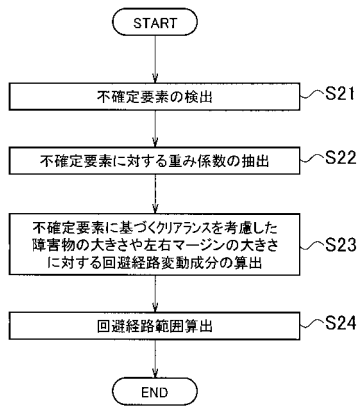 START
不確定要素の検出
S21
不確定要素に対する重み係数の抽出
S22
不確定要素に基づくクリアランスを考慮した
障害物の大きさや左右マージンの大きさ
に対する回避経路変動成分の算出
S23
回避経路範囲算出
S24
END